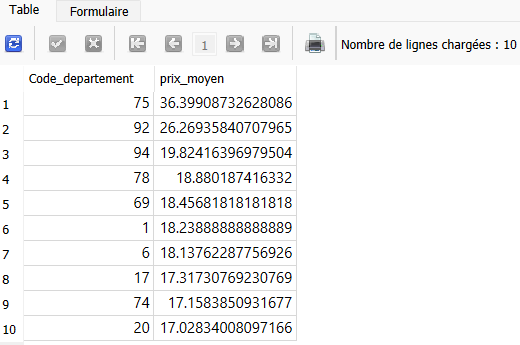 Table Formulaire
1 Nombre de lignes chargées : 10
Code_departement prix_moyen
1 75 36.39908732628086
2 92 26.26935840707965
3 94 19.82416396979504
4 78 18.880187416332
5 69 18.45681818181818
6 1 18.23888888888889
7 6 18.13762287756926
8 17 17.31730769230769
9 74 17.1583850931677
10 20 17.02834008097166